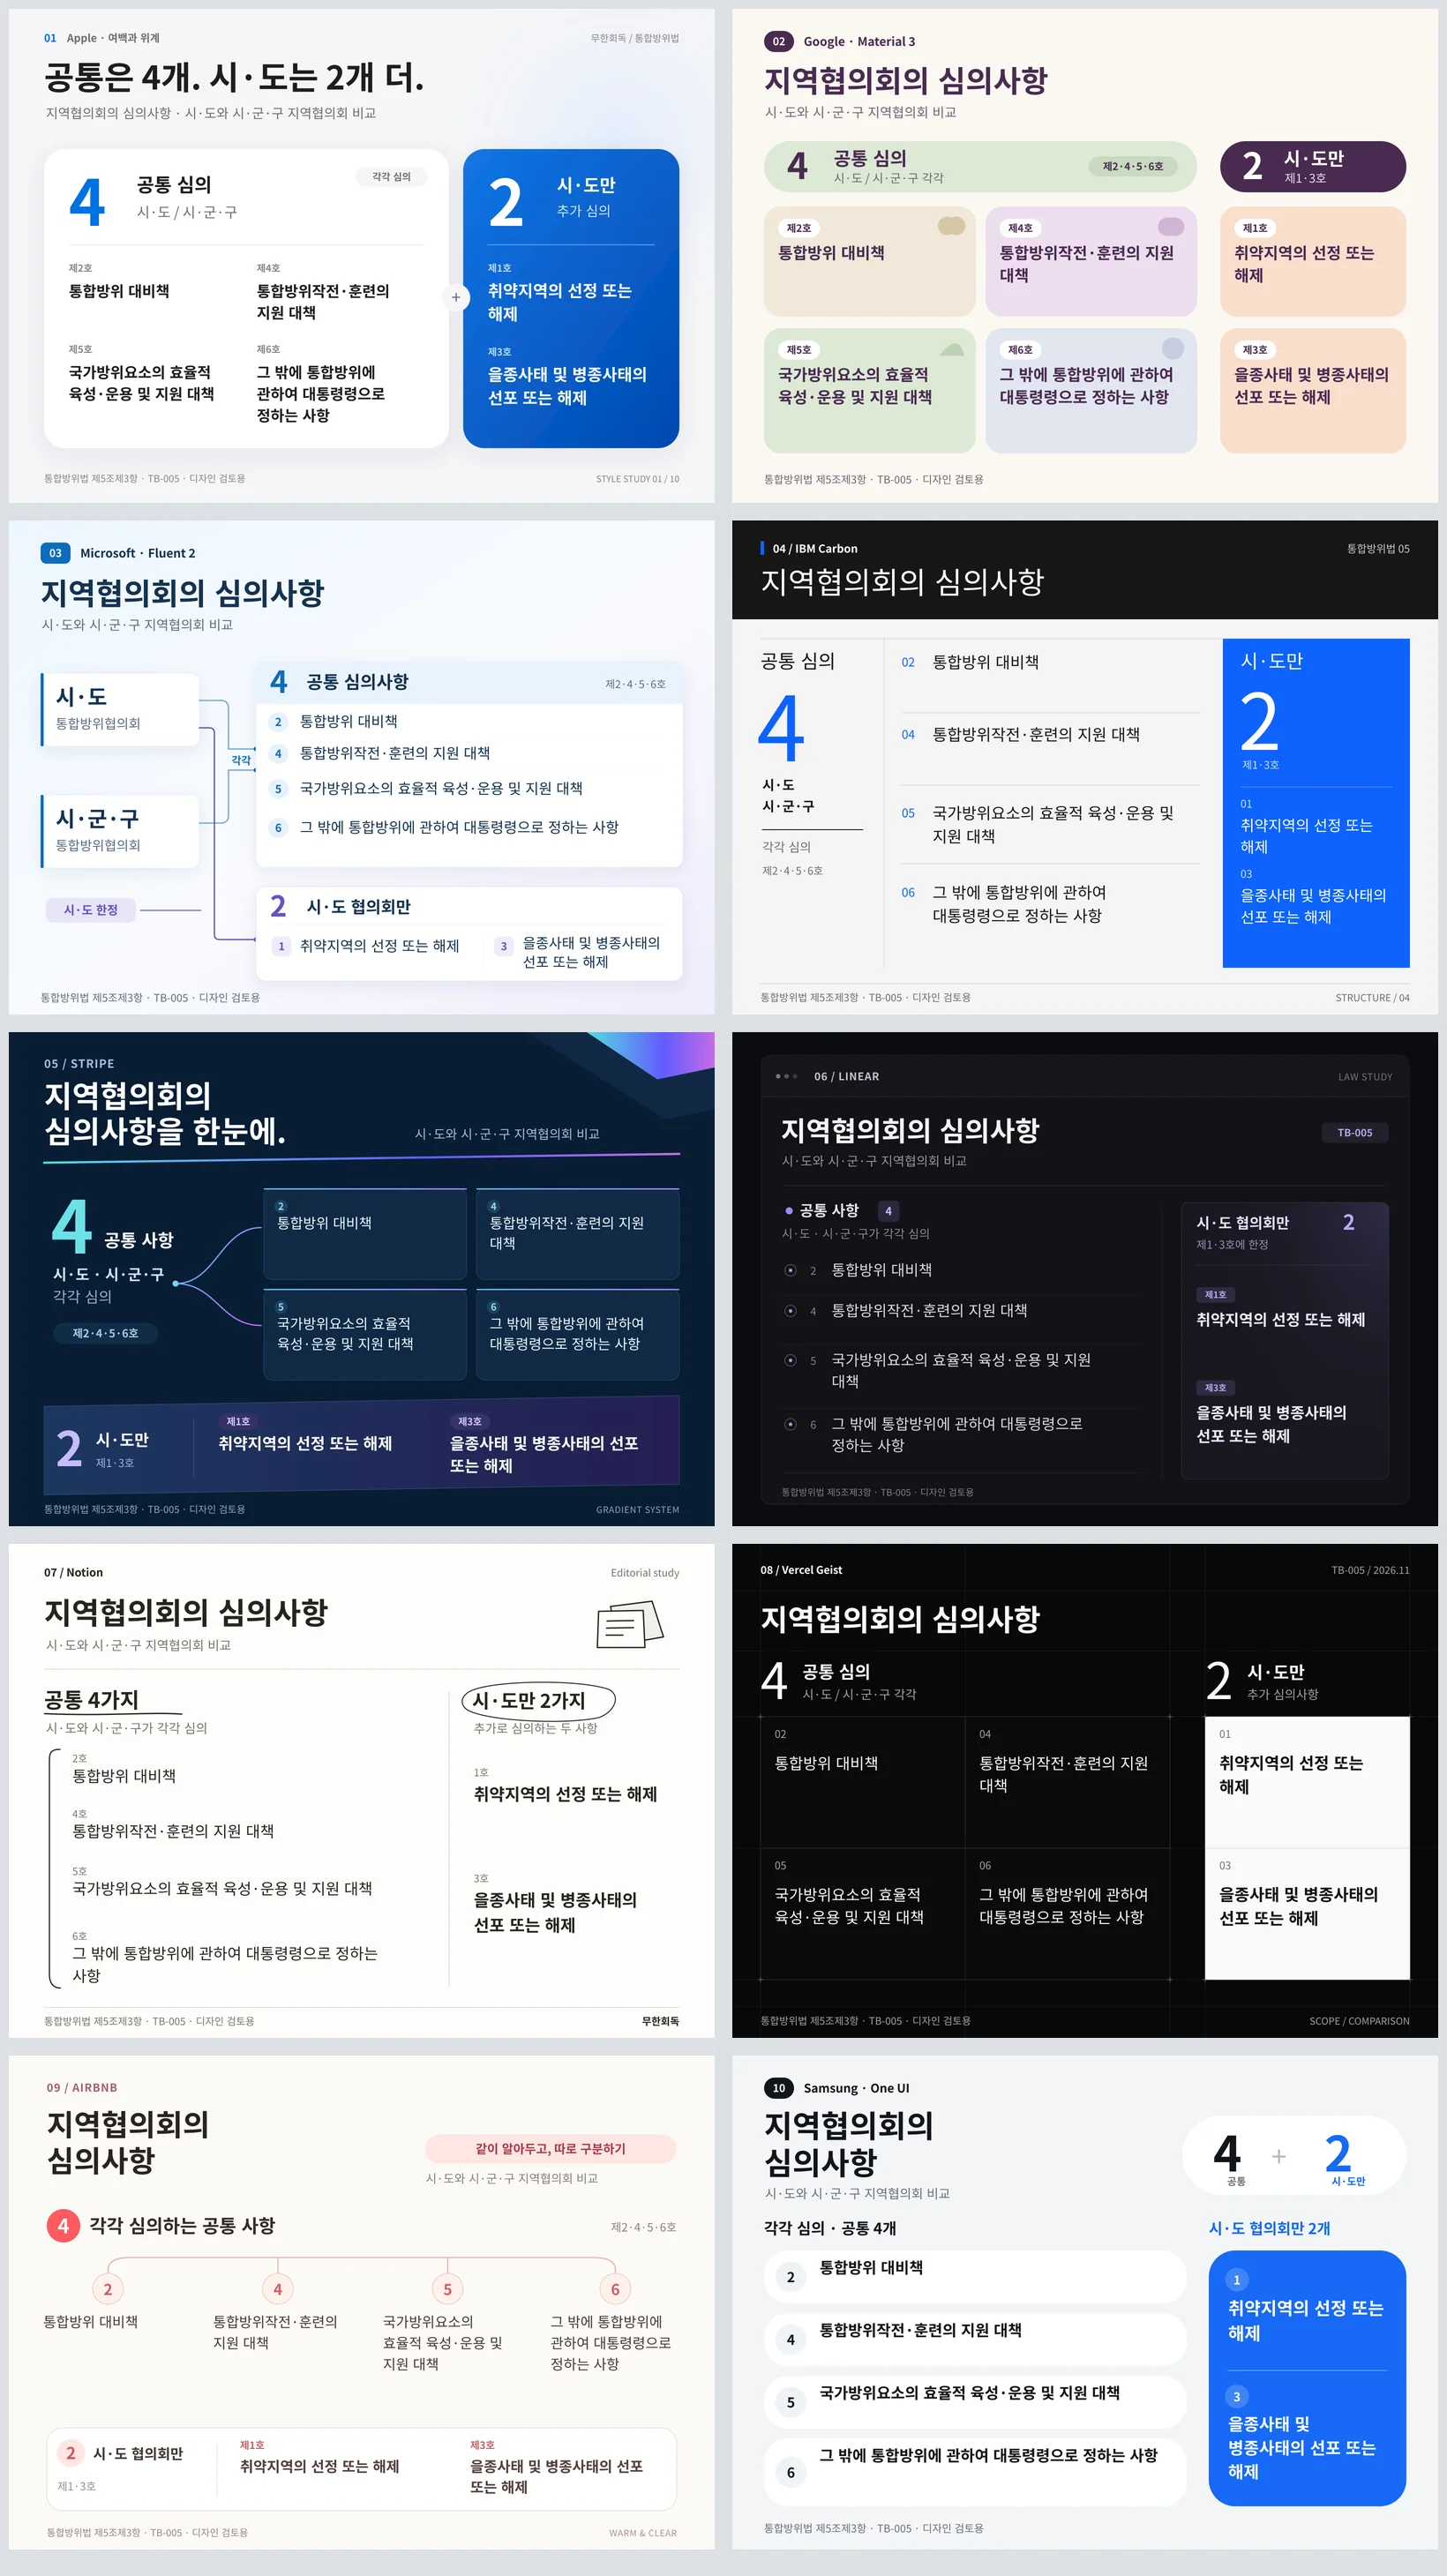 01 Apple · 여백과 위계
무한회독 / 통합방위법
공통은 4개. 시·도는 2개 더.
지역협의회의 심의사항 · 시·도와 시·군·구 지역협의회 비교
4 공통 심의
시·도 / 시·군·구
각각 심의
제2호
통합방위 대비책
제4호
통합방위작전·훈련의
지원 대책
제5호
국가방위요소의 효율적
육성·운용 및 지원 대책
제6호
그 밖에 통합방위에
관하여 대통령령으로
정하는 사항
+
2 시·도만
추가 심의
제1호
취약지역의 선정 또는
해제
제3호
을종사태 및 병종사태의
선포 또는 해제
통합방위법 제5조제3항 · TB-005 · 디자인 검토용
STYLE STUDY 01 / 10
02 Google · Material 3
지역협의회의 심의사항
시·도와 시·군·구 지역협의회 비교
4 공통 심의
시·도 / 시·군·구 각각
제2·4·5·6호
2 시·도만
제1·3호
제2호
통합방위 대비책
제4호
통합방위작전·훈련의 지원
대책
제1호
취약지역의 선정 또는
해제
제5호
국가방위요소의 효율적
육성·운용 및 지원 대책
제6호
그 밖에 통합방위에 관하여
대통령령으로 정하는 사항
제3호
을종사태 및 병종사태의
선포 또는 해제
통합방위법 제5조제3항 · TB-005 · 디자인 검토용
03 Microsoft · Fluent 2
지역협의회의 심의사항
시·도와 시·군·구 지역협의회 비교
시·도
통합방위협의회
시·군·구
통합방위협의회
시·도 한정
각각
4 공통 심의사항
제2·4·5·6호
2 통합방위 대비책
4 통합방위작전·훈련의 지원 대책
5 국가방위요소의 효율적 육성·운용 및 지원 대책
6 그 밖에 통합방위에 관하여 대통령령으로 정하는 사항
2 시·도 협의회만
1 취약지역의 선정 또는 해제
3 을종사태 및 병종사태의
선포 또는 해제
통합방위법 제5조제3항 · TB-005 · 디자인 검토용
04 / IBM Carbon
통합방위법 05
지역협의회의 심의사항
공통 심의
4
시·도
시·군·구
각각 심의
제2·4·5·6호
02 통합방위 대비책
04 통합방위작전·훈련의 지원 대책
05 국가방위요소의 효율적 육성·운용 및
지원 대책
06 그 밖에 통합방위에 관하여
대통령령으로 정하는 사항
시·도만
2
제1·3호
01
취약지역의 선정 또는
해제
03
을종사태 및 병종사태의
선포 또는 해제
통합방위법 제5조제3항 · TB-005 · 디자인 검토용
STRUCTURE / 04
05 / STRIPE
지역협의회의
심의사항을 한눈에.
시·도와 시·군·구 지역협의회 비교
4 공통 사항
시·도 · 시·군·구
각각 심의
제2·4·5·6호
2
통합방위 대비책
4
통합방위작전·훈련의 지원
대책
5
국가방위요소의 효율적
육성·운용 및 지원 대책
6
그 밖에 통합방위에 관하여
대통령령으로 정하는 사항
2 시·도만
제1·3호
제1호
취약지역의 선정 또는 해제
제3호
을종사태 및 병종사태의 선포
또는 해제
통합방위법 제5조제3항 · TB-005 · 디자인 검토용
GRADIENT SYSTEM
06 / LINEAR
LAW STUDY
지역협의회의 심의사항
TB-005
시·도와 시·군·구 지역협의회 비교
공통 사항 4
시·도 · 시·군·구가 각각 심의
2 통합방위 대비책
4 통합방위작전·훈련의 지원 대책
5 국가방위요소의 효율적 육성·운용 및 지원
대책
6 그 밖에 통합방위에 관하여 대통령령으로
정하는 사항
시·도 협의회만 2
제1·3호에 한정
제1호
취약지역의 선정 또는 해제
제3호
을종사태 및 병종사태의
선포 또는 해제
통합방위법 제5조제3항 · TB-005 · 디자인 검토용
07 / Notion
Editorial study
지역협의회의 심의사항
시·도와 시·군·구 지역협의회 비교
공통 4가지
시·도와 시·군·구가 각각 심의
2호
통합방위 대비책
4호
통합방위작전·훈련의 지원 대책
5호
국가방위요소의 효율적 육성·운용 및 지원 대책
6호
그 밖에 통합방위에 관하여 대통령령으로 정하는
사항
시·도만 2가지
추가로 심의하는 두 사항
1호
취약지역의 선정 또는 해제
3호
을종사태 및 병종사태의
선포 또는 해제
통합방위법 제5조제3항 · TB-005 · 디자인 검토용
무한회독
08 / Vercel Geist
TB-005 / 2026.11
지역협의회의 심의사항
4 공통 심의
시·도 / 시·군·구 각각
2 시·도만
추가 심의사항
02
통합방위 대비책
04
통합방위작전·훈련의 지원
대책
01
취약지역의 선정 또는
해제
05
국가방위요소의 효율적
육성·운용 및 지원 대책
06
그 밖에 통합방위에 관하여
대통령령으로 정하는 사항
03
을종사태 및 병종사태의
선포 또는 해제
통합방위법 제5조제3항 · TB-005 · 디자인 검토용
SCOPE / COMPARISON
09 / AIRBNB
지역협의회의
심의사항
같이 알아두고, 따로 구분하기
시·도와 시·군·구 지역협의회 비교
4 각각 심의하는 공통 사항
제2·4·5·6호
2
통합방위 대비책
4
통합방위작전·훈련의
지원 대책
5
국가방위요소의
효율적 육성·운용 및
지원 대책
6
그 밖에 통합방위에
관하여 대통령령으로
정하는 사항
2 시·도 협의회만
제1·3호
제1호
취약지역의 선정 또는 해제
제3호
을종사태 및 병종사태의 선포
또는 해제
통합방위법 제5조제3항 · TB-005 · 디자인 검토용
WARM & CLEAR
10 Samsung · One UI
지역협의회의
심의사항
시·도와 시·군·구 지역협의회 비교
4 + 2
공통 시·도만
각각 심의 · 공통 4개
2 통합방위 대비책
4 통합방위작전·훈련의 지원 대책
5 국가방위요소의 효율적 육성·운용 및 지원 대책
6 그 밖에 통합방위에 관하여 대통령령으로 정하는 사항
시·도 협의회만 2개
1
취약지역의 선정 또는
해제
3
을종사태 및
병종사태의 선포 또는
해제
통합방위법 제5조제3항 · TB-005 · 디자인 검토용